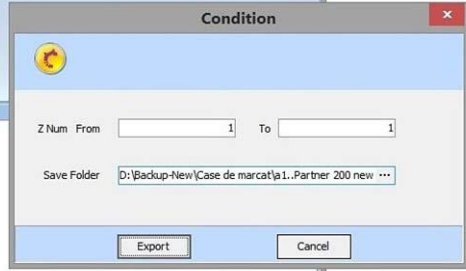 Condition
Z Num From 1 To 1
Save Folder D:\Backup-New\Case de marcat\a1..Partner 200 new ...
Export Cancel